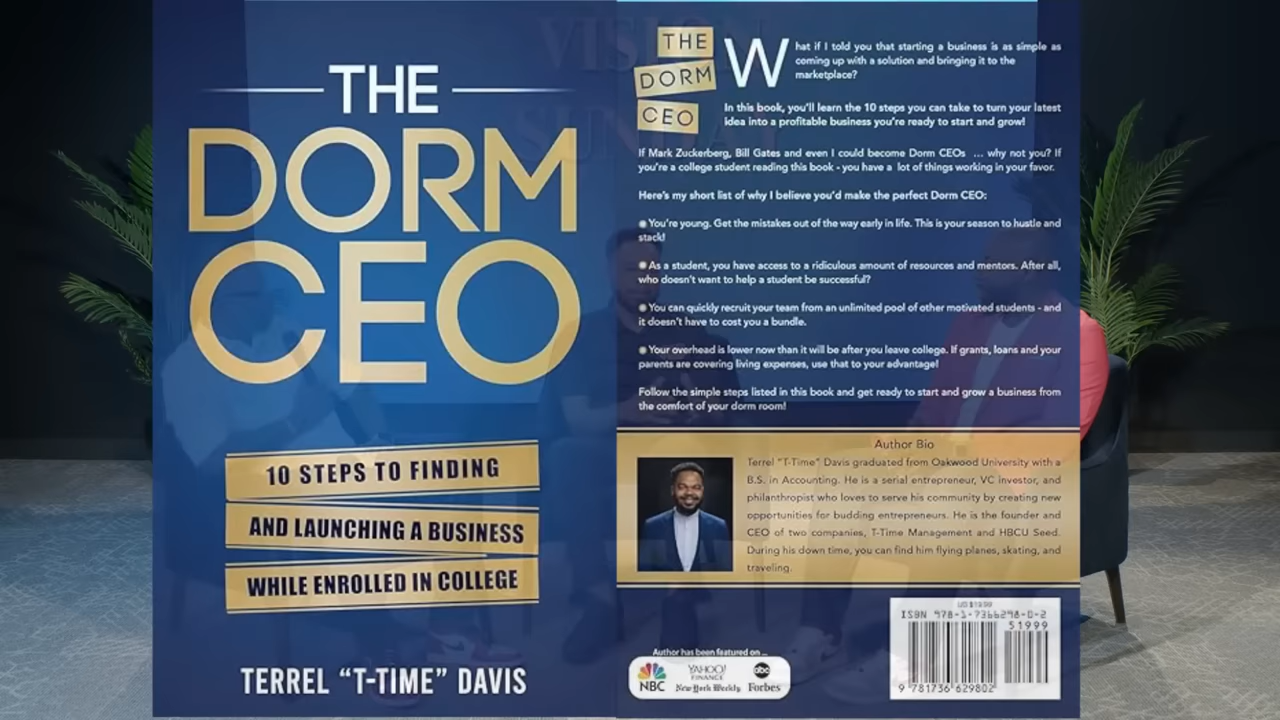 THE
DORM
CEO
10 STEPS TO FINDING
AND LAUNCHING A BUSINESS
WHILE ENROLLED IN COLLEGE
TERREL “T-TIME” DAVIS
VISION
SUNDAY
THE
DORM
CEO
What if I told you that starting a business is as simple as
coming up with a solution and bringing it to the
marketplace?
In this book, you'll learn the 10 steps you can take to turn your latest
idea into a profitable business you're ready to start and grow!
If Mark Zuckerberg, Bill Gates and even I could become Dorm CEOs ... why not you? If
you're a college student reading this book - you have a lot of things working in your favor.
Here's my short list of why I believe you'd make the perfect Dorm CEO:
You're young. Get the mistakes out of the way early in life. This is your season to hustle and
stack!
As a student, you have access to a ridiculous amount of resources and mentors. After all,
who doesn't want to help a student be successful?
You can quickly recruit your team from an unlimited pool of other motivated students - and
it doesn't have to cost you a bundle.
Your overhead is lower now than it will be after you leave college. If grants, loans and your
parents are covering living expenses, use that to your advantage!
Follow the simple steps listed in this book and get ready to start and grow a business from
the comfort of your dorm room!
Author Bio
Terrel "T-Time" Davis graduated from Oakwood University with a
B.S. in Accounting. He is a serial entrepreneur, VC investor, and
philanthropist who loves to serve his community by creating new
opportunities for budding entrepreneurs. He is the founder and
CEO of two companies, T-Time Management and HBCU Seed.
During his down time, you can find him flying planes, skating, and
traveling.
Author has been featured on ...
NBC
YAHOO!
FINANCE
New York Weekly
abc
Forbes
US $19.99
ISBN 978-1-7366298-0-2
51999
9 781736 629802